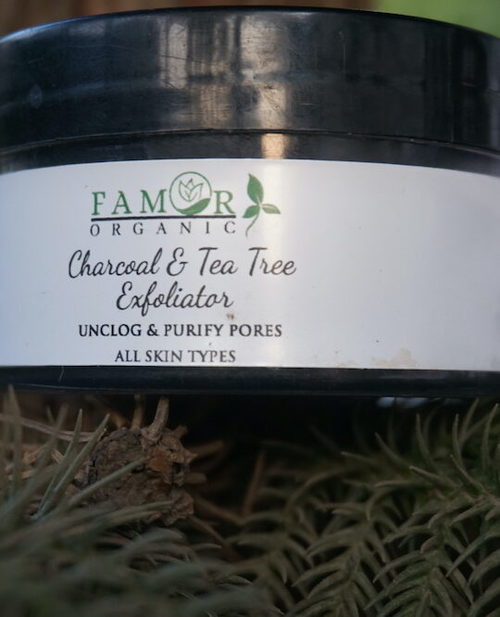 FAMOR
ORGANIC
Charcoal & Tea Tree
Exfoliator
UNCLOG & PURIFY PORES
ALL SKIN TYPES